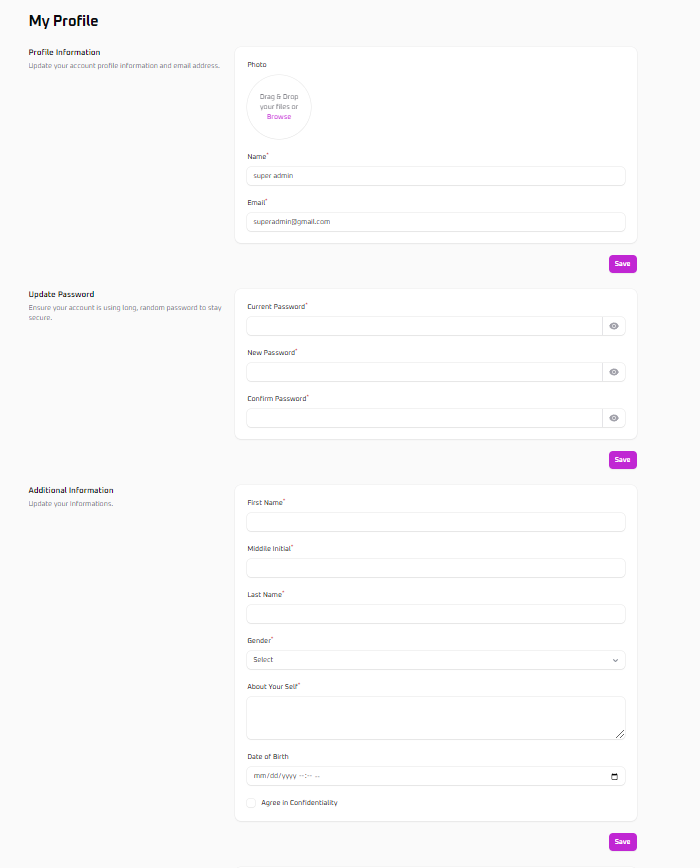 My Profile
Profile Information
Update your account profile information and email address.
Photo
Drag & Drop
your files or
Browse
Name*
super admin
Email*
superadmin@gmail.com
Save
Update Password
Ensure your account is using long, random password to stay
secure.
Current Password*
New Password*
Confirm Password*
Save
Additional Information
Update your informations.
First Name*
Middile Initial*
Last Name*
Gender*
Select
About Your Self*
Date of Birth
mm/dd/yyyy --:-- --
Agree in Confidentiality
Save